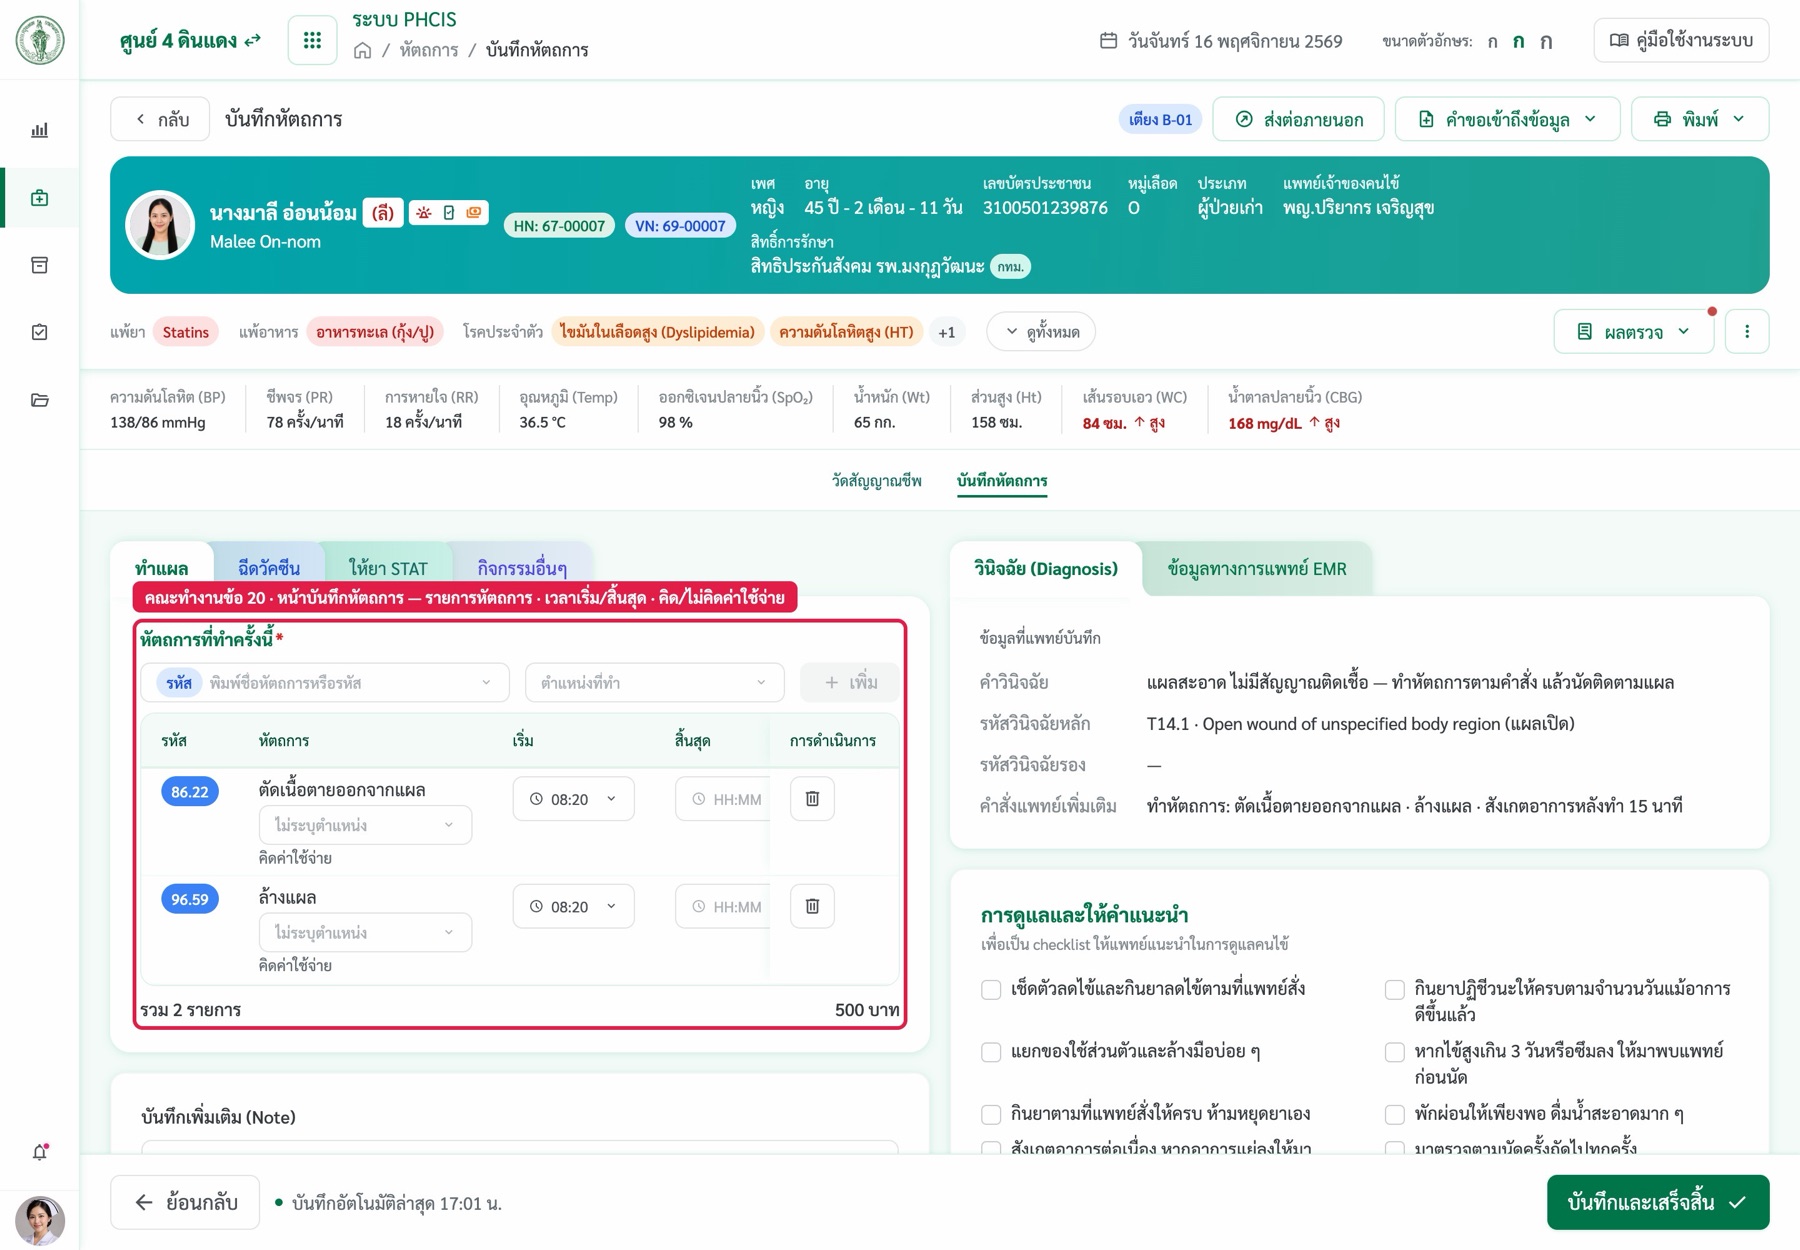 ศูนย์ 4 ดินแดง
ระบบ PHCIS
/ หัตถการ / บันทึกหัตถการ
วันจันทร์ 16 พฤศจิกายน 2569
ขนาดตัวอักษร: ก ก ก
คู่มือใช้งานระบบ
กลับ
บันทึกหัตถการ
เตียง B-01
ส่งต่อภายนอก
คำขอเข้าถึงข้อมูล
พิมพ์
นางมาลี อ่อนน้อม (ลี)
Malee On-nom
HN: 67-00007
VN: 69-00007
เพศ
หญิง
อายุ
45 ปี - 2 เดือน - 11 วัน
เลขบัตรประชาชน
3100501239876
หมู่เลือด
O
ประเภท
ผู้ป่วยเก่า
แพทย์เจ้าของคนไข้
พญ.ปริยากร เจริญสุข
สิทธิ์การรักษา
สิทธิประกันสังคม รพ.มงกุฎวัฒนะ กทม.
แพ้ยา Statins
แพ้อาหาร อาหารทะเล (กุ้ง/ปู)
โรคประจำตัว ไขมันในเลือดสูง (Dyslipidemia) ความดันโลหิตสูง (HT) +1
ดูทั้งหมด
ผลตรวจ
ความดันโลหิต (BP)
138/86 mmHg
ชีพจร (PR)
78 ครั้ง/นาที
การหายใจ (RR)
18 ครั้ง/นาที
อุณหภูมิ (Temp)
36.5 °C
ออกซิเจนปลายนิ้ว (SpO₂)
98 %
น้ำหนัก (Wt)
65 กก.
ส่วนสูง (Ht)
158 ซม.
เส้นรอบเอว (WC)
84 ซม. ↑ สูง
น้ำตาลปลายนิ้ว (CBG)
168 mg/dL ↑ สูง
วัดสัญญาณชีพ
บันทึกหัตถการ
ทำแผล
ฉีดวัคซีน
ให้ยา STAT
กิจกรรมอื่นๆ
คณะทำงานข้อ 20 · หน้าบันทึกหัตถการ — รายการหัตถการ · เวลาเริ่ม/สิ้นสุด · คิด/ไม่คิดค่าใช้จ่าย
หัตถการที่ทำครั้งนี้*
รหัส พิมพ์ชื่อหัตถการหรือรหัส
ตำแหน่งที่ทำ
+ เพิ่ม
รหัส หัตถการ เริ่ม สิ้นสุด การดำเนินการ
86.22 ตัดเนื้อตายออกจากแผล 08:20 HH:MM
ไม่ระบุตำแหน่ง
คิดค่าใช้จ่าย
96.59 ล้างแผล 08:20 HH:MM
ไม่ระบุตำแหน่ง
คิดค่าใช้จ่าย
รวม 2 รายการ 500 บาท
บันทึกเพิ่มเติม (Note)
วินิจฉัย (Diagnosis)
ข้อมูลทางการแพทย์ EMR
ข้อมูลที่แพทย์บันทึก
คำวินิจฉัย แผลสะอาด ไม่มีสัญญาณติดเชื้อ — ทำหัตถการตามคำสั่ง แล้วนัดติดตามแผล
รหัสวินิจฉัยหลัก T14.1 · Open wound of unspecified body region (แผลเปิด)
รหัสวินิจฉัยรอง —
คำสั่งแพทย์เพิ่มเติม ทำหัตถการ: ตัดเนื้อตายออกจากแผล · ล้างแผล · สังเกตอาการหลังทำ 15 นาที
การดูแลและให้คำแนะนำ
เพื่อเป็น checklist ให้แพทย์แนะนำในการดูแลคนไข้
เช็ดตัวลดไข้และกินยาลดไข้ตามที่แพทย์สั่ง
กินยาปฏิชีวนะให้ครบตามจำนวนวันแม้อาการ
ดีขึ้นแล้ว
แยกของใช้ส่วนตัวและล้างมือบ่อย ๆ
หากไข้สูงเกิน 3 วันหรือซึมลง ให้มาพบแพทย์
ก่อนนัด
กินยาตามที่แพทย์สั่งให้ครบ ห้ามหยุดยาเอง
พักผ่อนให้เพียงพอ ดื่มน้ำสะอาดมาก ๆ
สังเกตอาการต่อเนื่อง หากอาการแย่ลงให้มา
มาตรวจตามนัดครั้งถัดไปทุกครั้ง
ย้อนกลับ
บันทึกอัตโนมัติล่าสุด 17:01 น.
บันทึกและเสร็จสิ้น